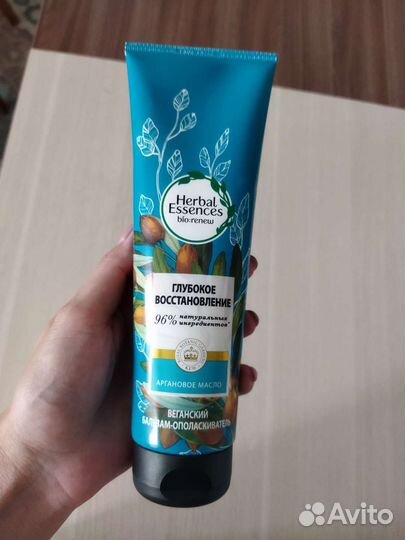 Herbal
Essences
bio:renew
ГЛУБОКОЕ
ВОССТАНОВЛЕНИЕ
96% натуральных
ингредиентов*
АРГАНОВОЕ МАСЛО
ВЕГАНСКИЙ
БАЛЬЗАМ-ОПОЛАСКИВАТЕЛЬ
Avito